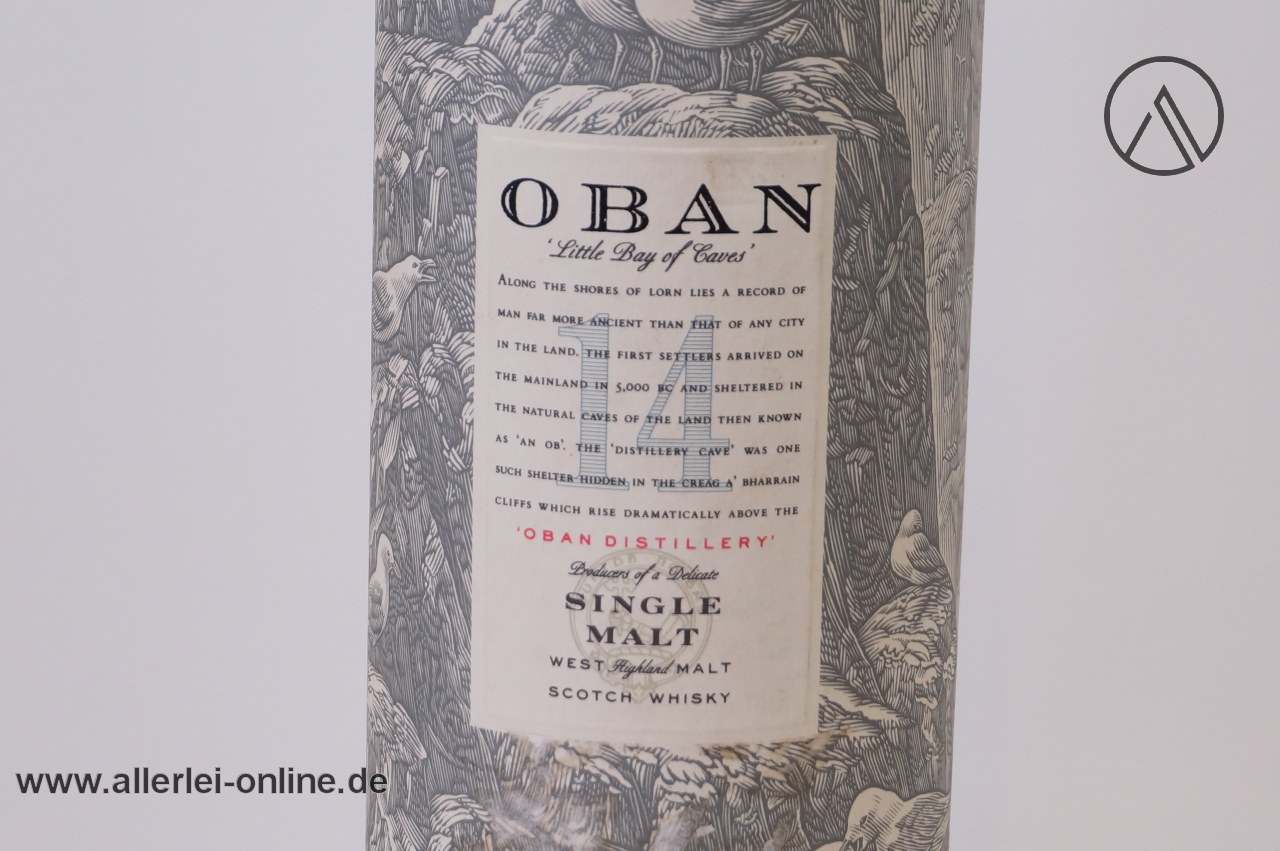 OBAN
'Little Bay of Caves'
ALONG THE SHORES OF LORN LIES A RECORD OF
MAN FAR MORE ANCIENT THAN THAT OF ANY CITY
IN THE LAND. THE FIRST SETTLERS ARRIVED ON
THE MAINLAND IN 5,000 BC AND SHELTERED IN
THE NATURAL CAVES OF THE LAND THEN KNOWN
AS 'AN OB'. THE 'DISTILLERY CAVE' WAS ONE
SUCH SHELTER HIDDEN IN THE CREAG A' BHARRAIN
CLIFFS WHICH RISE DRAMATICALLY ABOVE THE
14
'OBAN DISTILLERY'
Producers of a Delicate
SINGLE
MALT
WEST Highland MALT
SCOTCH WHISKY
www.allerlei-online.de